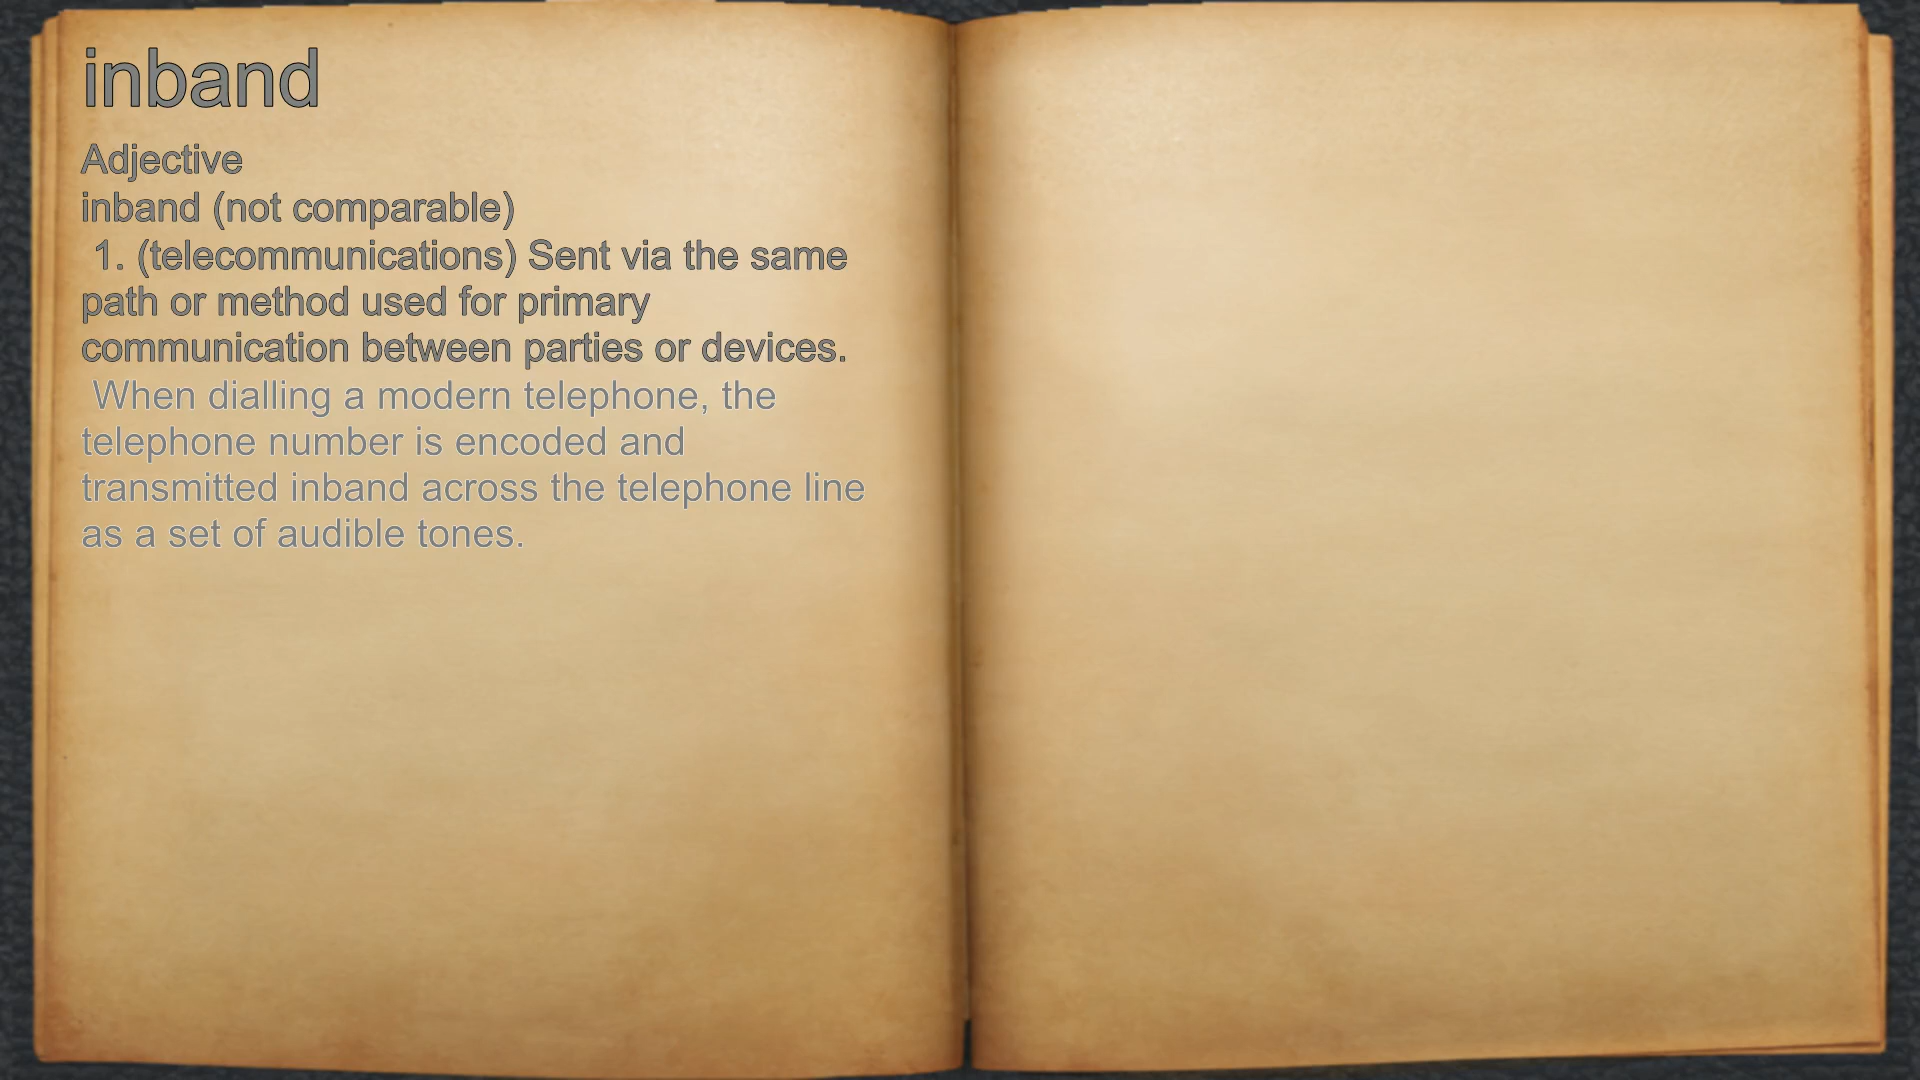 inband
Adjective
inband (not comparable)
1. (telecommunications) Sent via the same
path or method used for primary
communication between parties or devices.
When dialling a modern telephone, the
telephone number is encoded and
transmitted inband across the telephone line
as a set of audible tones.